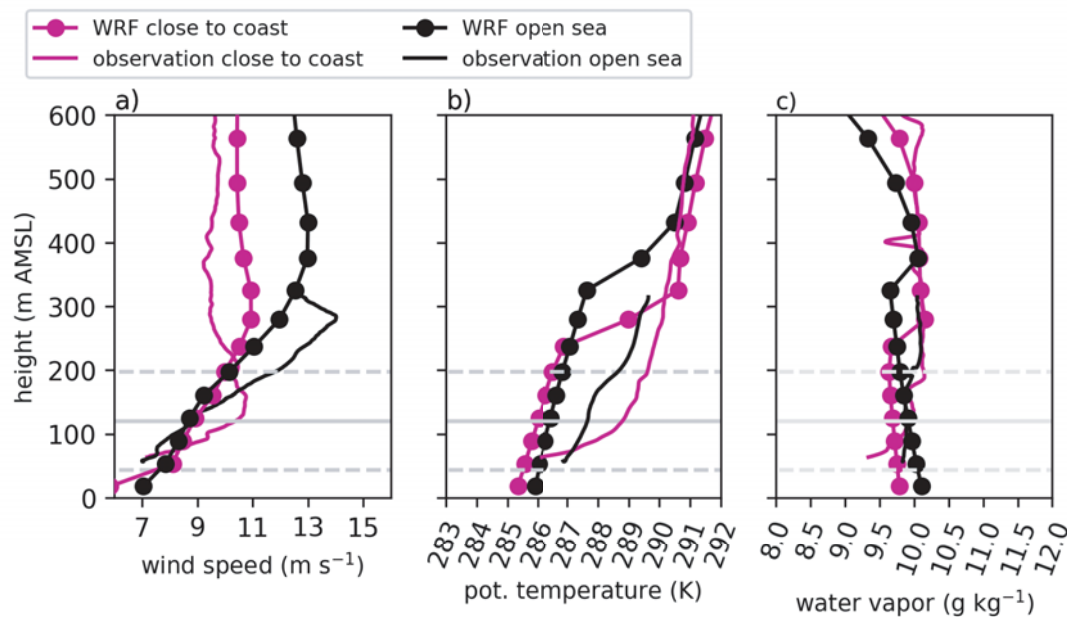 WRF close to coast
WRF open sea
observation close to coast
observation open sea
a)
b)
c)
600
500
400
300
200
100
0
height (m AMSL)
7 9 11 13 15
wind speed (m s⁻¹)
283 284 285 286 287 288 289 290 291 292
pot. temperature (K)
8.0 8.5 9.0 9.5 10.0 10.5 11.0 11.5 12.0
water vapor (g kg⁻¹)